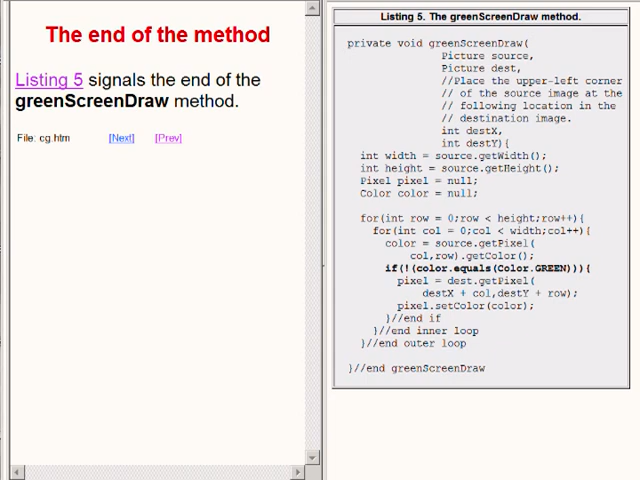 The end of the method
Listing 5 signals the end of the
greenScreenDraw method.
File: cg.htm [Next] [Prev]
Listing 5. The greenScreenDraw method.
private void greenScreenDraw(
Picture source,
Picture dest,
//Place the upper-left corner
// of the source image at the
// following location in the
// destination image.
int destX,
int destY){
int width = source.getWidth();
int height = source.getHeight();
Pixel pixel = null;
Color color = null;
for(int row = 0;row < height;row++){
for(int col = 0;col < width;col++){
color = source.getPixel(
col,row).getColor();
if(!(color.equals(Color.GREEN))){
pixel = dest.getPixel(
destX + col,destY + row);
pixel.setColor(color);
}//end if
}//end inner loop
}//end outer loop
}//end greenScreenDraw